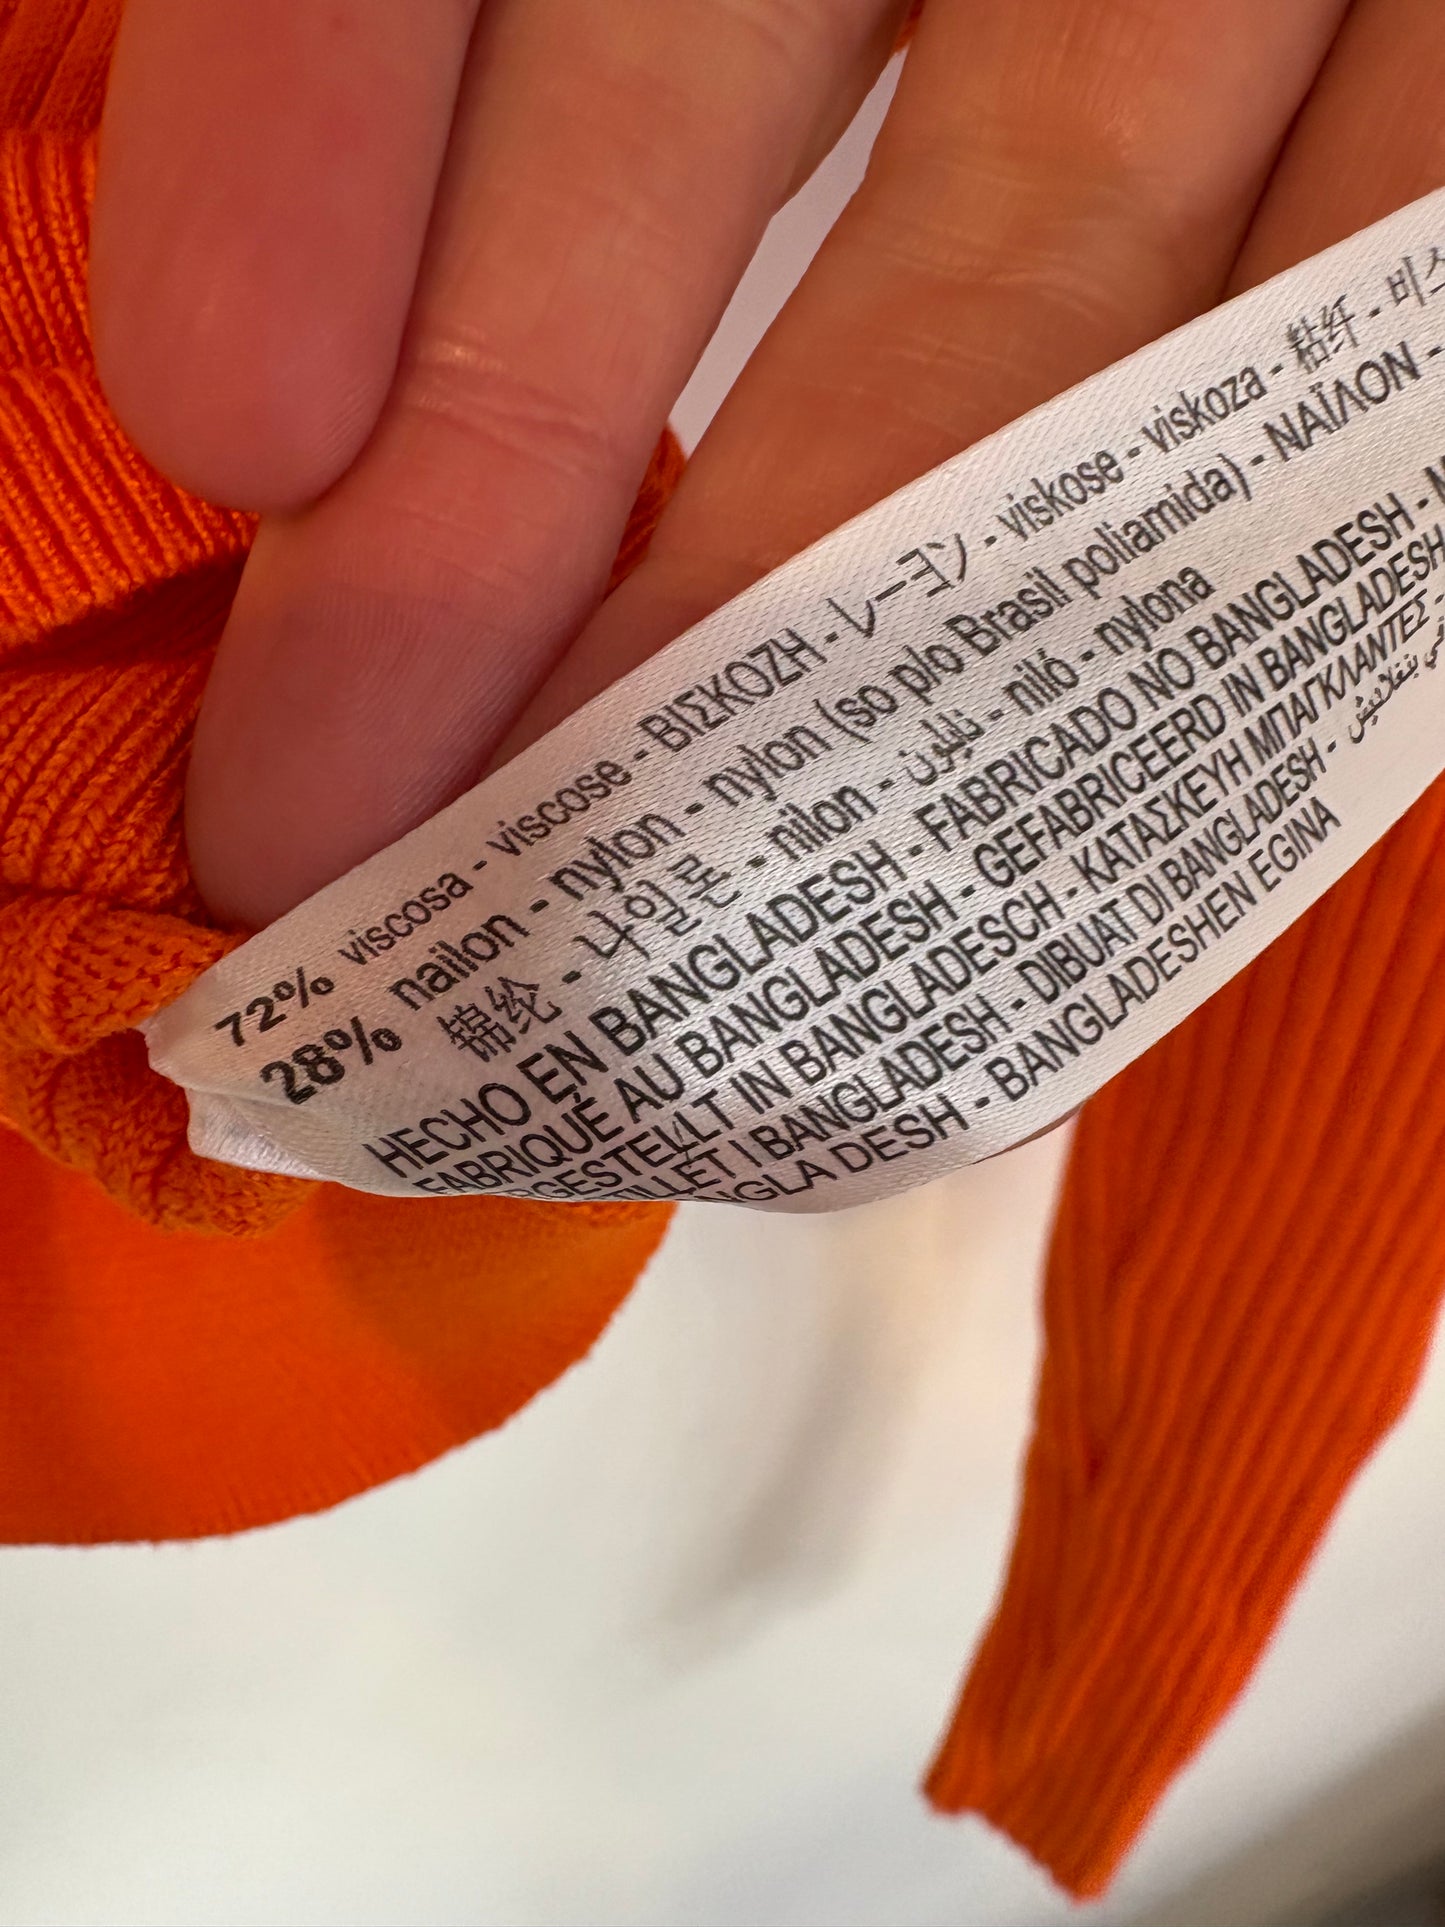 72% viscosa - viscose - ΒΙΣΚΟΖΗ - レーヨン - viskose - viskoza - 粘纤 -
28% nailon - nylon - nylon (so p/o Brasil poliamida) - ΝΑΪΛΟΝ -
锦纶 - 나일론 - nilon - نايلون - niló - nylona
HECHO EN BANGLADESH - FABRICADO NO BANGLADESH -
FABRIQUÉ AU BANGLADESH - GEFABRICEERD IN BANGLADESH
IN BANGLADESCH - ΚΑΤΑΣΚΕΥΗ ΜΠΑΓΚΛΑΝΤΕΣ -
I BANGLADESH - DIBUAT DI BANGLADESH -
DESH - BANGLADESHEN EGINA